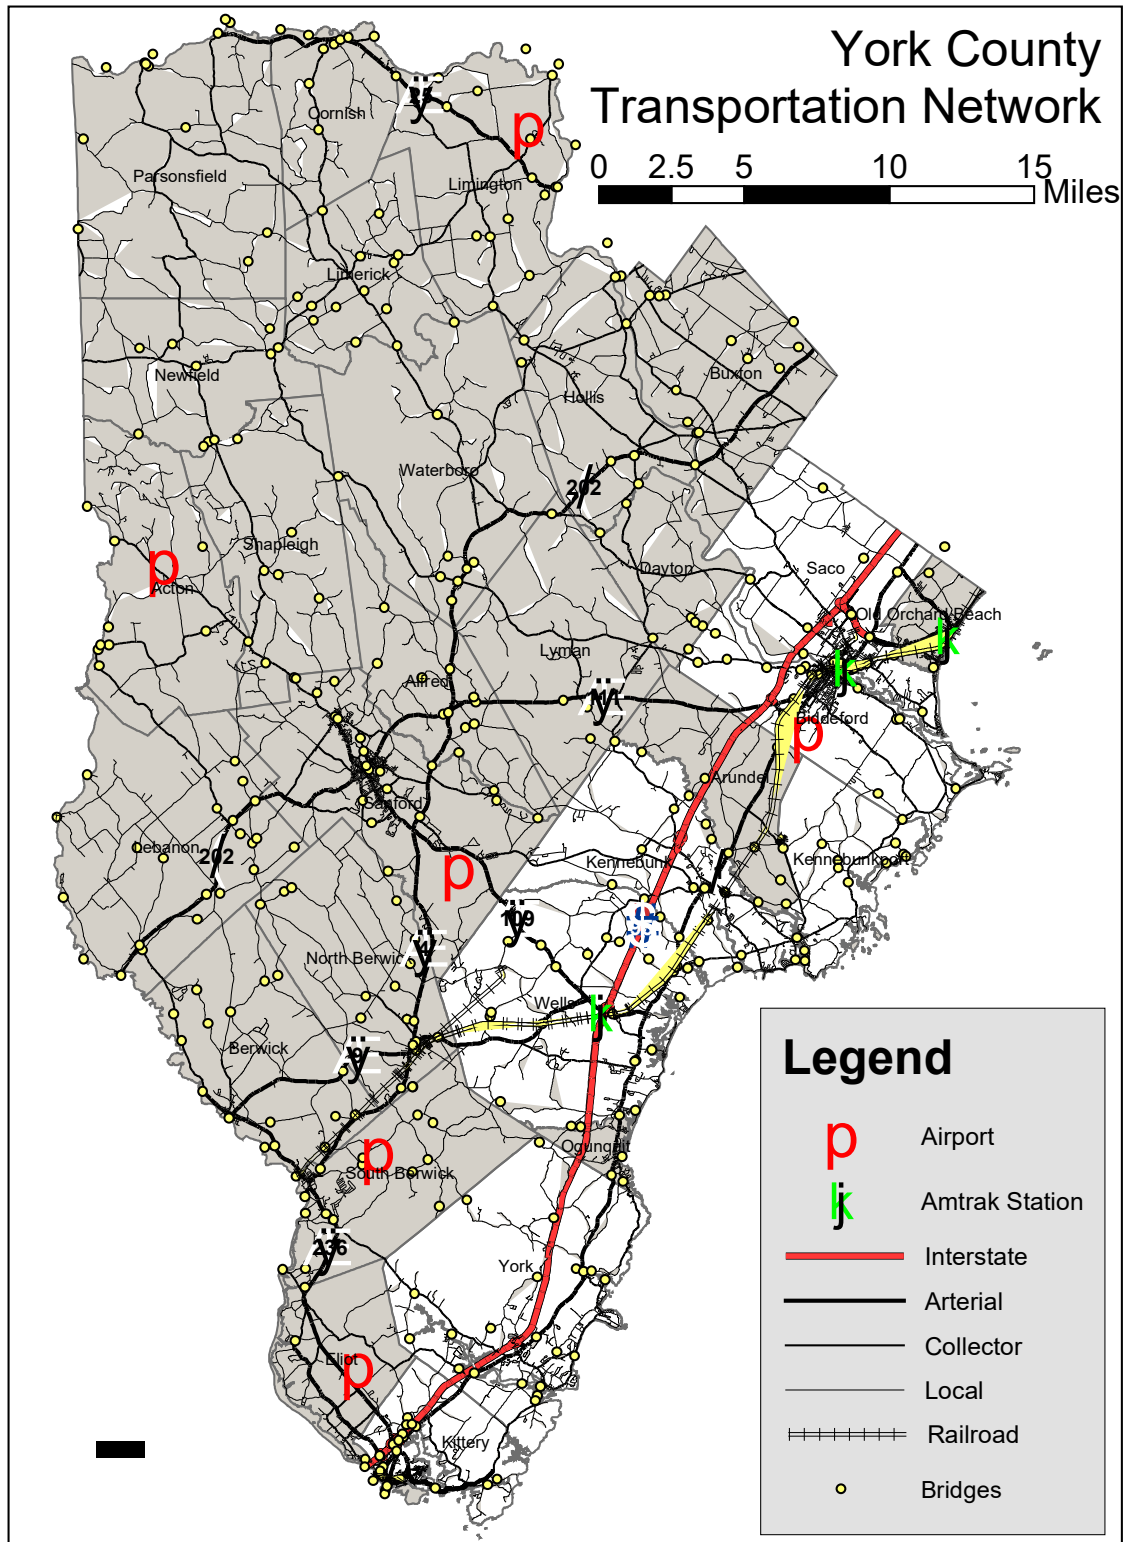 York County
Transportation Network
0 2.5 5 10 15
Miles
Cornish
Parsonsfield
Limington
Limerick
Newfield
Buxton
Hollis
Waterboro
202
Shapleigh
Dayton
Saco
Acton
Old Orchard Beach
Lyman
Alfred
Biddeford
Arundel
Sanford
Lebanon
202
Kennebunk
Kennebunkport
109
North Berwick
Wells
Berwick
Ogunquit
South Berwick
236
York
Eliot
Kittery
Legend
p Airport
Amtrak Station
Interstate
Arterial
Collector
Local
Railroad
Bridges